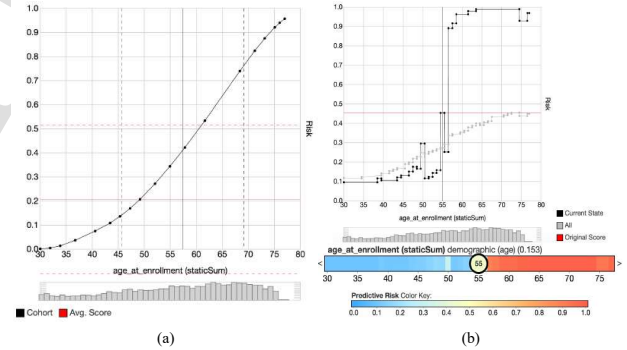 1.0
0.9
0.8
0.7
0.6
0.5
0.4
0.3
0.2
0.1
0.0
30 35 40 45 50 55 60 65 70 75 80
age_at_enrollment (staticSum)
Risk
Cohort Avg. Score
(a)
1.0
0.9
0.8
0.7
0.6
0.5
0.4
0.3
0.2
0.1
0.0
30 35 40 45 50 55 60 65 70 75 80
age_at_enrollment (staticSum)
Risk
Current State
All
Original Score
age_at_enrollment (staticSum) demographic (age) (0.153)
< 55 >
30 35 40 45 50 55 60 65 70 75
Predictive Risk Color Key:
0.0 0.1 0.2 0.3 0.4 0.5 0.6 0.7 0.8 0.9 1.0
(b)